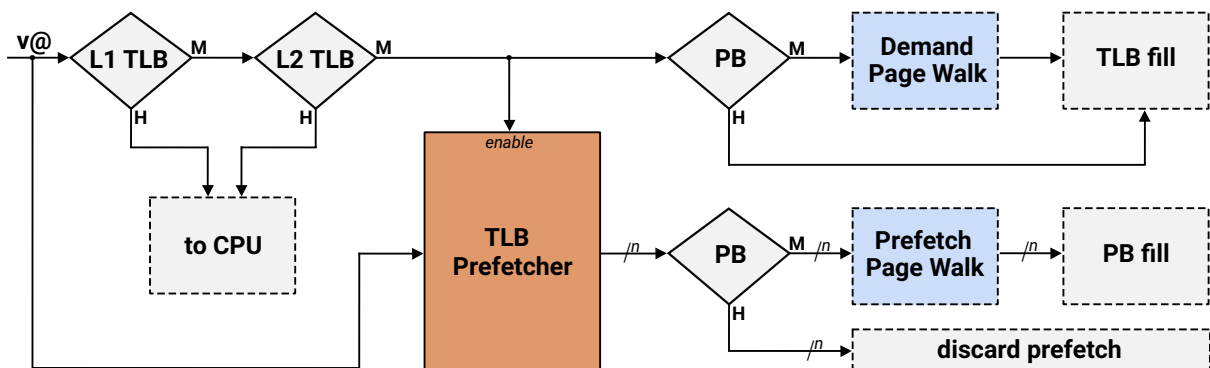 v@
L1 TLB
M
H
L2 TLB
M
H
to CPU
enable
TLB
Prefetcher
PB
M
H
Demand
Page Walk
TLB fill
n
PB
M
n
H
Prefetch
Page Walk
n
PB fill
n
discard prefetch